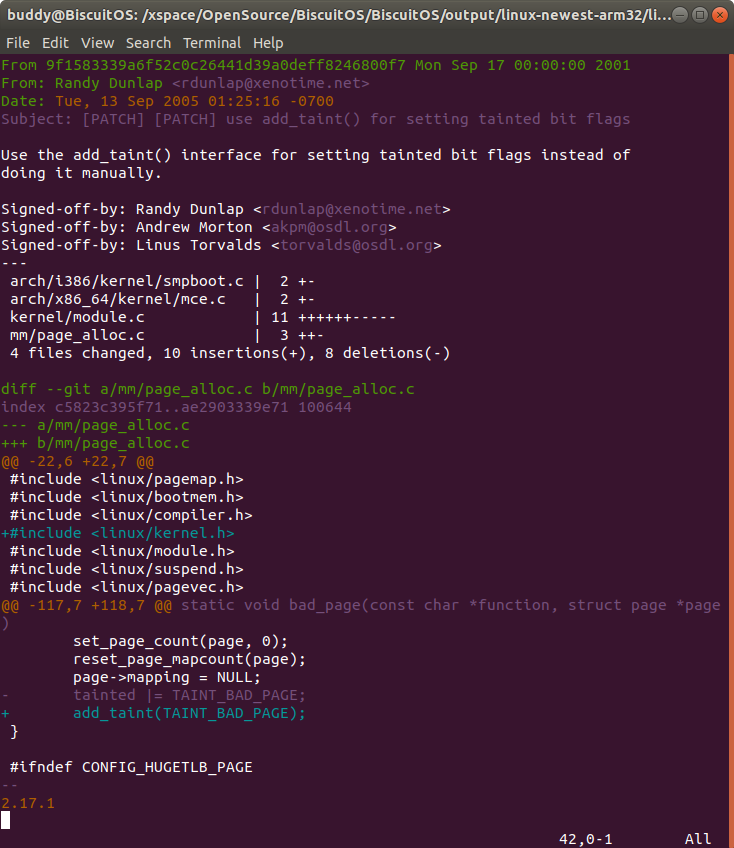 buddy@BiscuitOS: /xspace/OpenSource/BiscuitOS/BiscuitOS/output/linux-newest-arm32/li...
File Edit View Search Terminal Help
From 9f1583339a6f52c0c26441d39a0deff8246800f7 Mon Sep 17 00:00:00 2001
From: Randy Dunlap <rdunlap@xenotime.net>
Date: Tue, 13 Sep 2005 01:25:16 -0700
Subject: [PATCH] [PATCH] use add_taint() for setting tainted bit flags

Use the add_taint() interface for setting tainted bit flags instead of
doing it manually.

Signed-off-by: Randy Dunlap <rdunlap@xenotime.net>
Signed-off-by: Andrew Morton <akpm@osdl.org>
Signed-off-by: Linus Torvalds <torvalds@osdl.org>
---
 arch/i386/kernel/smpboot.c |  2 +-
 arch/x86_64/kernel/mce.c   |  2 +-
 kernel/module.c            | 11 ++++++-----
 mm/page_alloc.c            |  3 ++-
 4 files changed, 10 insertions(+), 8 deletions(-)

diff --git a/mm/page_alloc.c b/mm/page_alloc.c
index c5823c395f71..ae2903339e71 100644
--- a/mm/page_alloc.c
+++ b/mm/page_alloc.c
@@ -22,6 +22,7 @@
 #include <linux/pagemap.h>
 #include <linux/bootmem.h>
 #include <linux/compiler.h>
+#include <linux/kernel.h>
 #include <linux/module.h>
 #include <linux/suspend.h>
 #include <linux/pagevec.h>
@@ -117,7 +118,7 @@ static void bad_page(const char *function, struct page *page
)
        set_page_count(page, 0);
        reset_page_mapcount(page);
        page->mapping = NULL;
-       tainted |= TAINT_BAD_PAGE;
+       add_taint(TAINT_BAD_PAGE);
 }

 #ifndef CONFIG_HUGETLB_PAGE
--
2.17.1
42,0-1 All